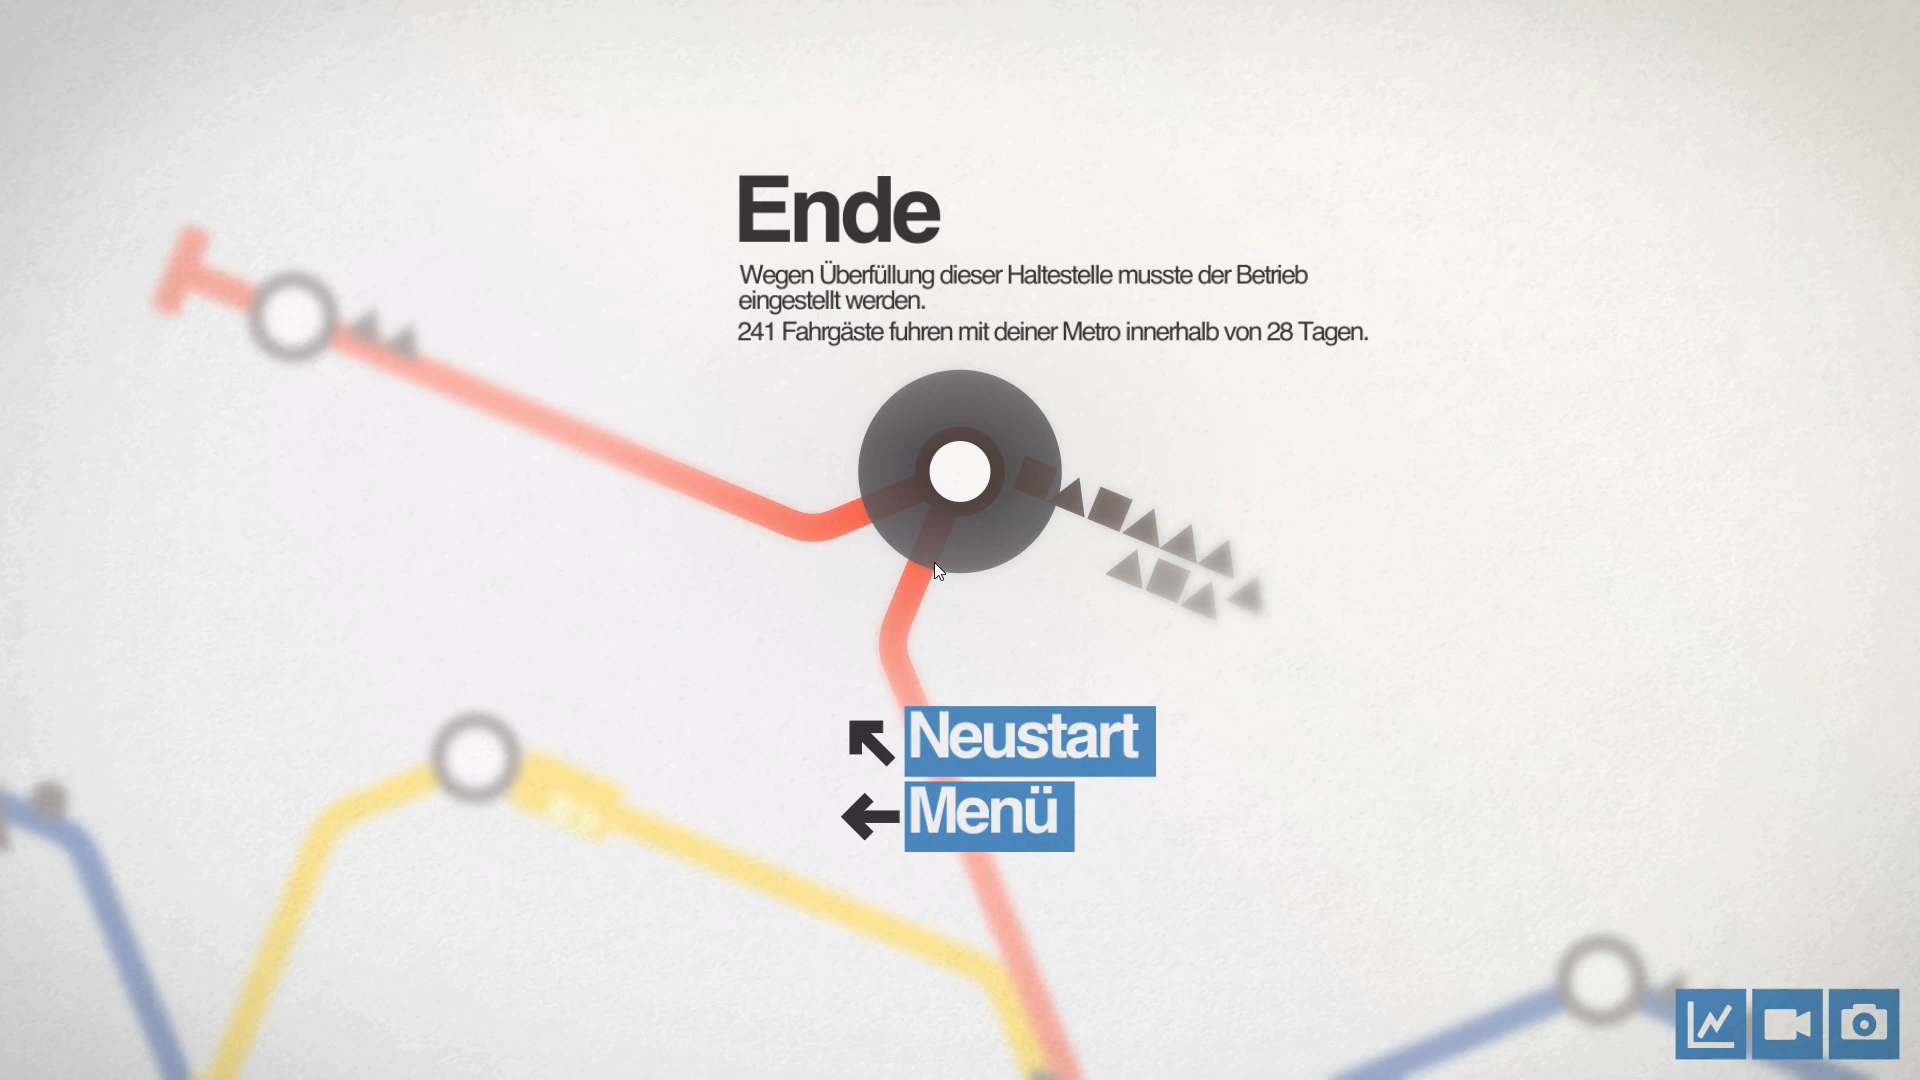 Ende
Wegen Überfüllung dieser Haltestelle musste der Betrieb
eingestellt werden.
241 Fahrgäste fuhren mit deiner Metro innerhalb von 28 Tagen.
Neustart
Menü